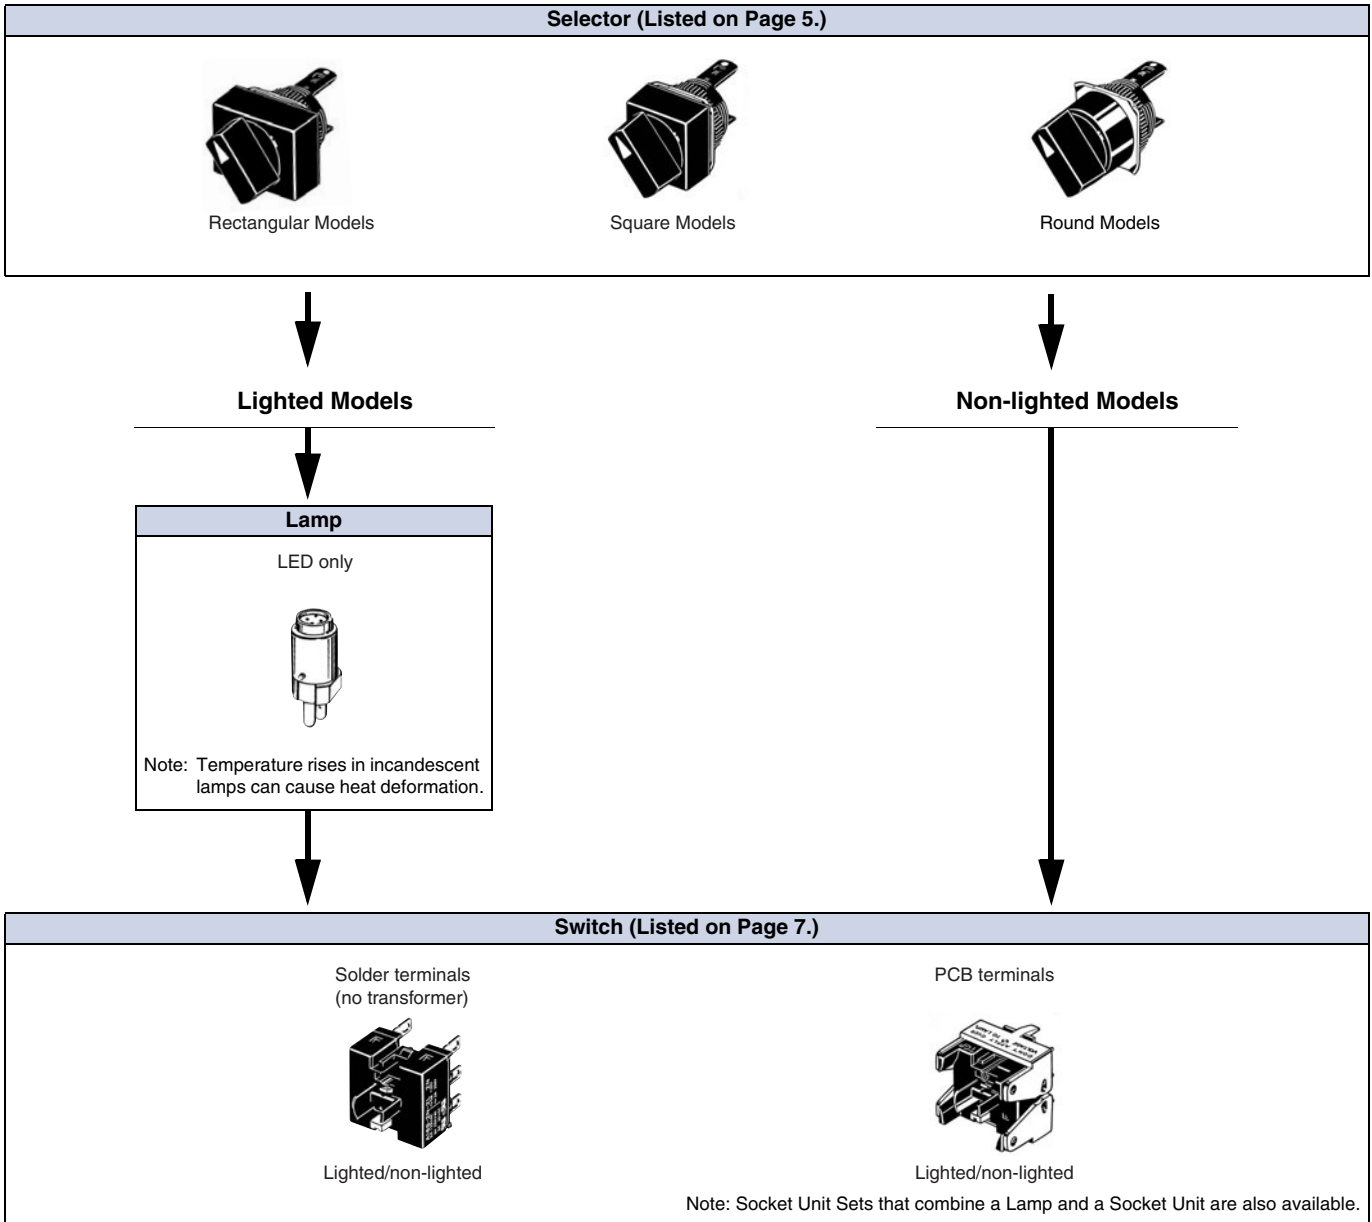 Selector (Listed on Page 5.)
Rectangular Models
Square Models
Round Models
Lighted Models
Non-lighted Models
Lamp
LED only
Note: Temperature rises in incandescent
lamps can cause heat deformation.
Switch (Listed on Page 7.)
Solder terminals
(no transformer)
PCB terminals
Lighted/non-lighted
Lighted/non-lighted
Note: Socket Unit Sets that combine a Lamp and a Socket Unit are also available.